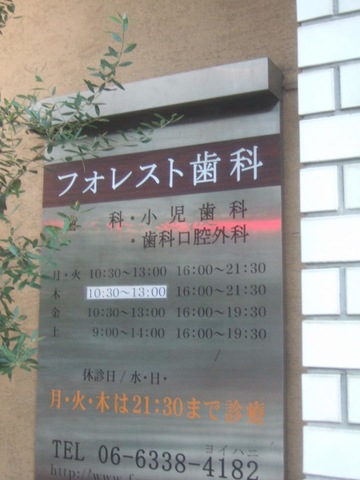 フォレスト歯科
科・小児歯科
・歯科口腔外科
月・火 10:30～13:00 16:00～21:30
木 10:30～13:00 16:00～21:30
金 10:30～13:00 16:00～19:30
土 9:00～14:00 16:00～19:30
休診日/水・日・
月・火・木は21:30まで診療
ヨイハニ
TEL 06-6338-4182
http://www.f